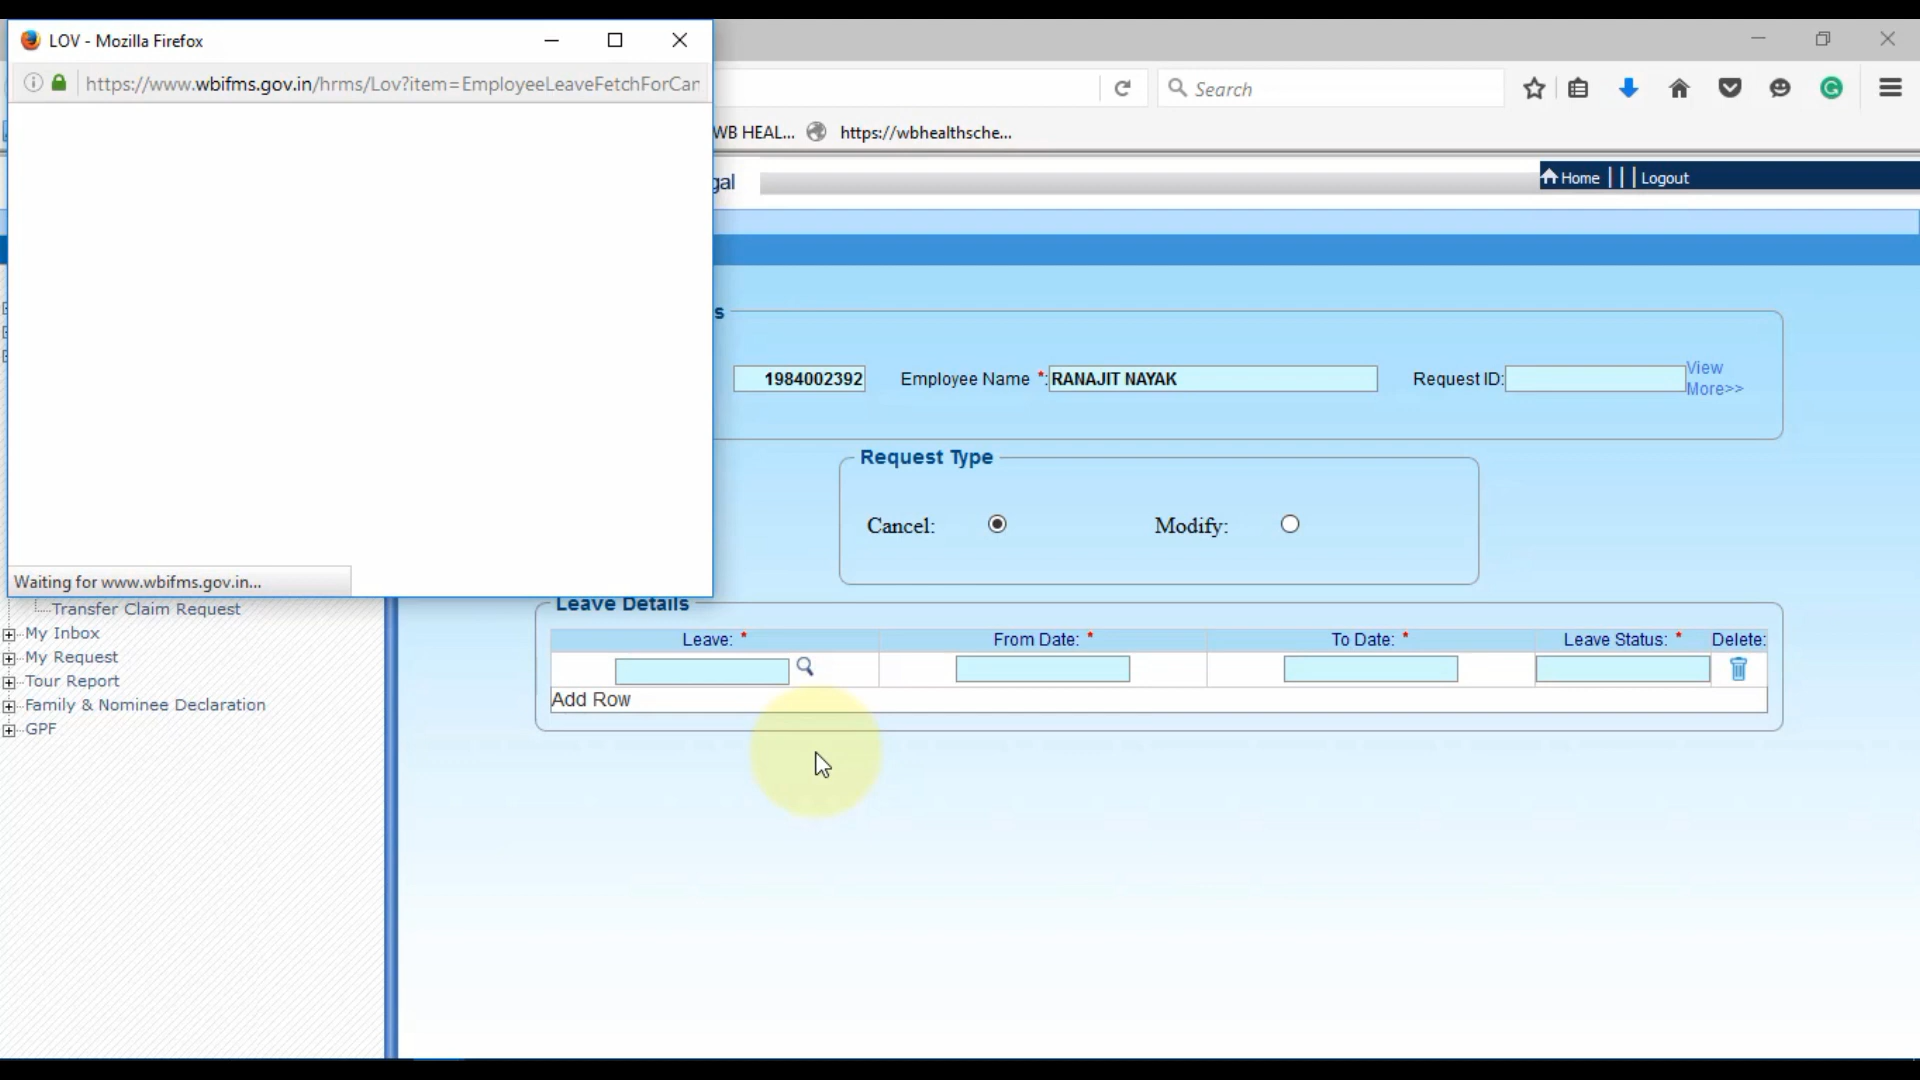 LOV - Mozilla Firefox
https://www.wbifms.gov.in/hrms/Lov?item=EmployeeLeaveFetchForCan
Search
WB HEAL... https://wbhealthsche...
gal
Home | | | Logout
s
1984002392 Employee Name *: RANAJIT NAYAK Request ID: View
More>>
Request Type
Cancel: Modify:
Waiting for www.wbifms.gov.in...
Leave Details
Leave: * From Date: * To Date: * Leave Status: * Delete:
Add Row
Transfer Claim Request
My Inbox
My Request
Tour Report
Family & Nominee Declaration
GPF